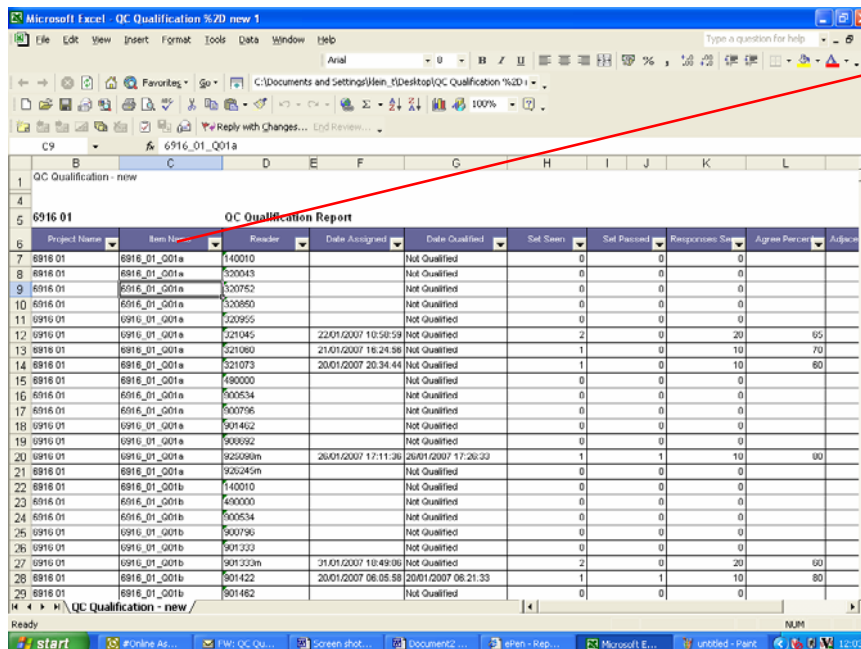 Microsoft Excel - QC Qualification %2D new 1
File Edit View Insert Format Tools Data Window Help Type a question for help
Arial 8 B I U % ,
Favorites Go C:\Documents and Settings\klein_t\Desktop\QC Qualification %2D
100%
Reply with Changes... End Review...
C9 fx 6916_01_Q01a
B C D E F G H I J K L
1 QC Qualification - new
4
5 6916 01 QC Qualification Report
6 Project Name Item Reader Date Assigned Date Qualified Set Seen Set Passed Responses Agree Percent Adjace
7 6916 01 6916_01_Q01a 140010 Not Qualified 0 0 0
8 6916 01 6916_01_Q01a 320043 Not Qualified 0 0 0
9 6916 01 6916_01_Q01a 320752 Not Qualified 0 0 0
10 6916 01 6916_01_Q01a 320850 Not Qualified 0 0 0
11 6916 01 6916_01_Q01a 320955 Not Qualified 0 0 0
12 6916 01 6916_01_Q01a 321045 22/01/2007 10:58:59 Not Qualified 2 0 20 65
13 6916 01 6916_01_Q01a 321060 21/01/2007 16:24:56 Not Qualified 1 0 10 70
14 6916 01 6916_01_Q01a 321073 20/01/2007 20:34:44 Not Qualified 1 0 10 60
15 6916 01 6916_01_Q01a 490000 Not Qualified 0 0 0
16 6916 01 6916_01_Q01a 900534 Not Qualified 0 0 0
17 6916 01 6916_01_Q01a 900796 Not Qualified 0 0 0
18 6916 01 6916_01_Q01a 901462 Not Qualified 0 0 0
19 6916 01 6916_01_Q01a 908692 Not Qualified 0 0 0
20 6916 01 6916_01_Q01a 925090m 26/01/2007 17:11:36 26/01/2007 17:26:33 1 1 10 80
21 6916 01 6916_01_Q01a 926245m Not Qualified 0 0 0
22 6916 01 6916_01_Q01b 140010 Not Qualified 0 0 0
23 6916 01 6916_01_Q01b 490000 Not Qualified 0 0 0
24 6916 01 6916_01_Q01b 900534 Not Qualified 0 0 0
25 6916 01 6916_01_Q01b 900796 Not Qualified 0 0 0
26 6916 01 6916_01_Q01b 901333 Not Qualified 0 0 0
27 6916 01 6916_01_Q01b 901333m 31/01/2007 18:49:06 Not Qualified 2 0 20 60
28 6916 01 6916_01_Q01b 901422 20/01/2007 06:05:58 20/01/2007 06:21:33 1 1 10 80
29 6916 01 6916_01_Q01b 901462 Not Qualified 0 0 0
QC Qualification - new
Ready NUM
start #Online As... FW: QC Qu... Screen shot... Document2 ... ePen - Rep... Microsoft E... untitled - Paint 12:0